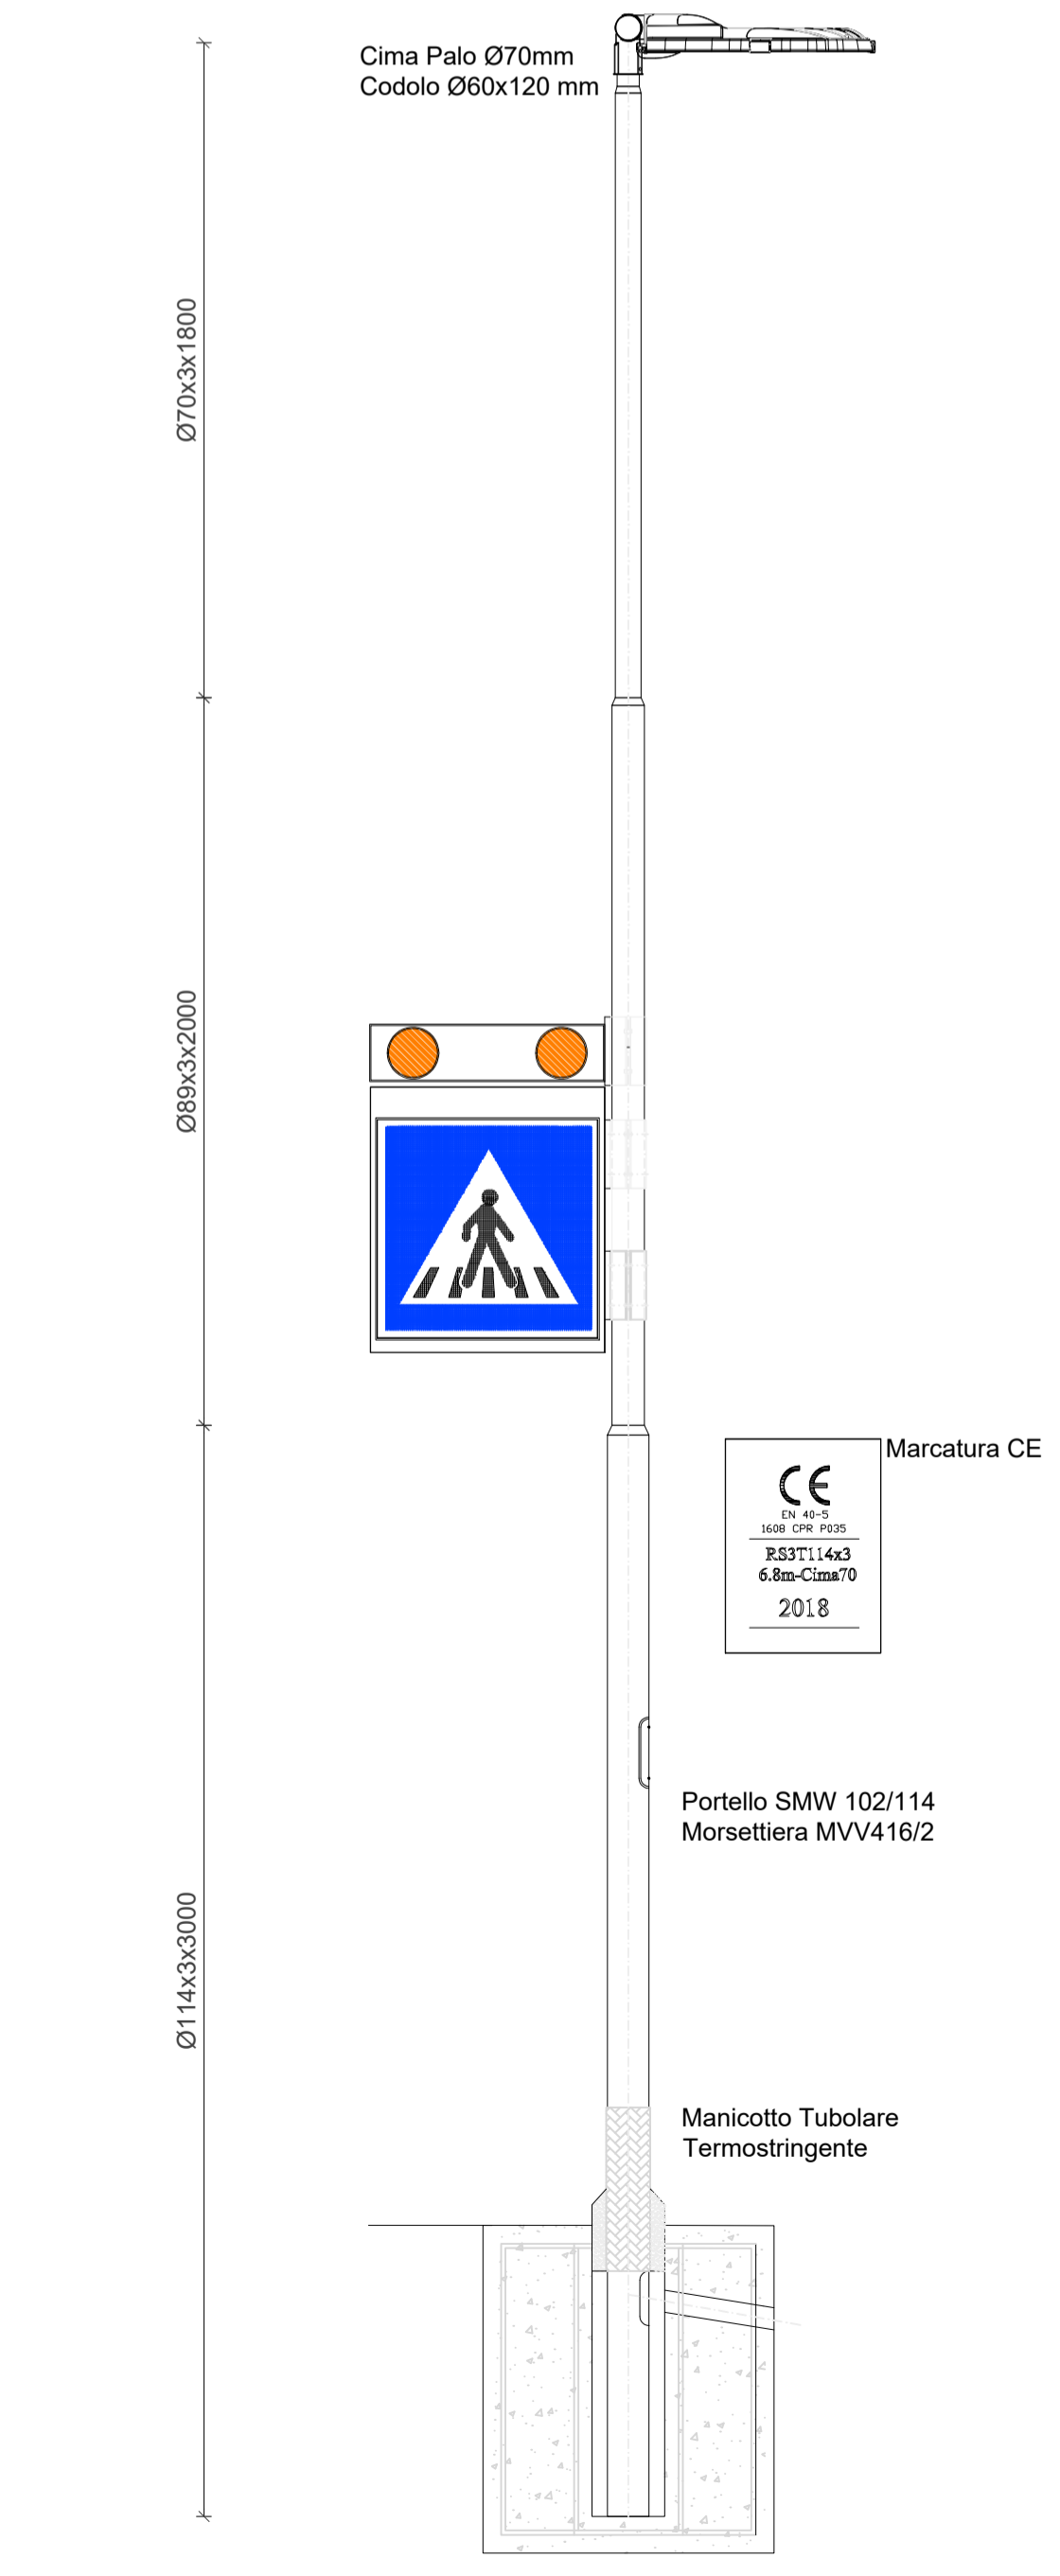 Cima Palo Ø70mm
Codolo Ø60x120 mm
Ø70x3x1800
Ø89x3x2000
Marcatura CE
CE
EN 40-5
1608 CPR P035
RS3T114x3
6.8m-Cima70
2018
Portello SMW 102/114
Morsettiera MVV416/2
Ø114x3x3000
Manicotto Tubolare
Termostringente